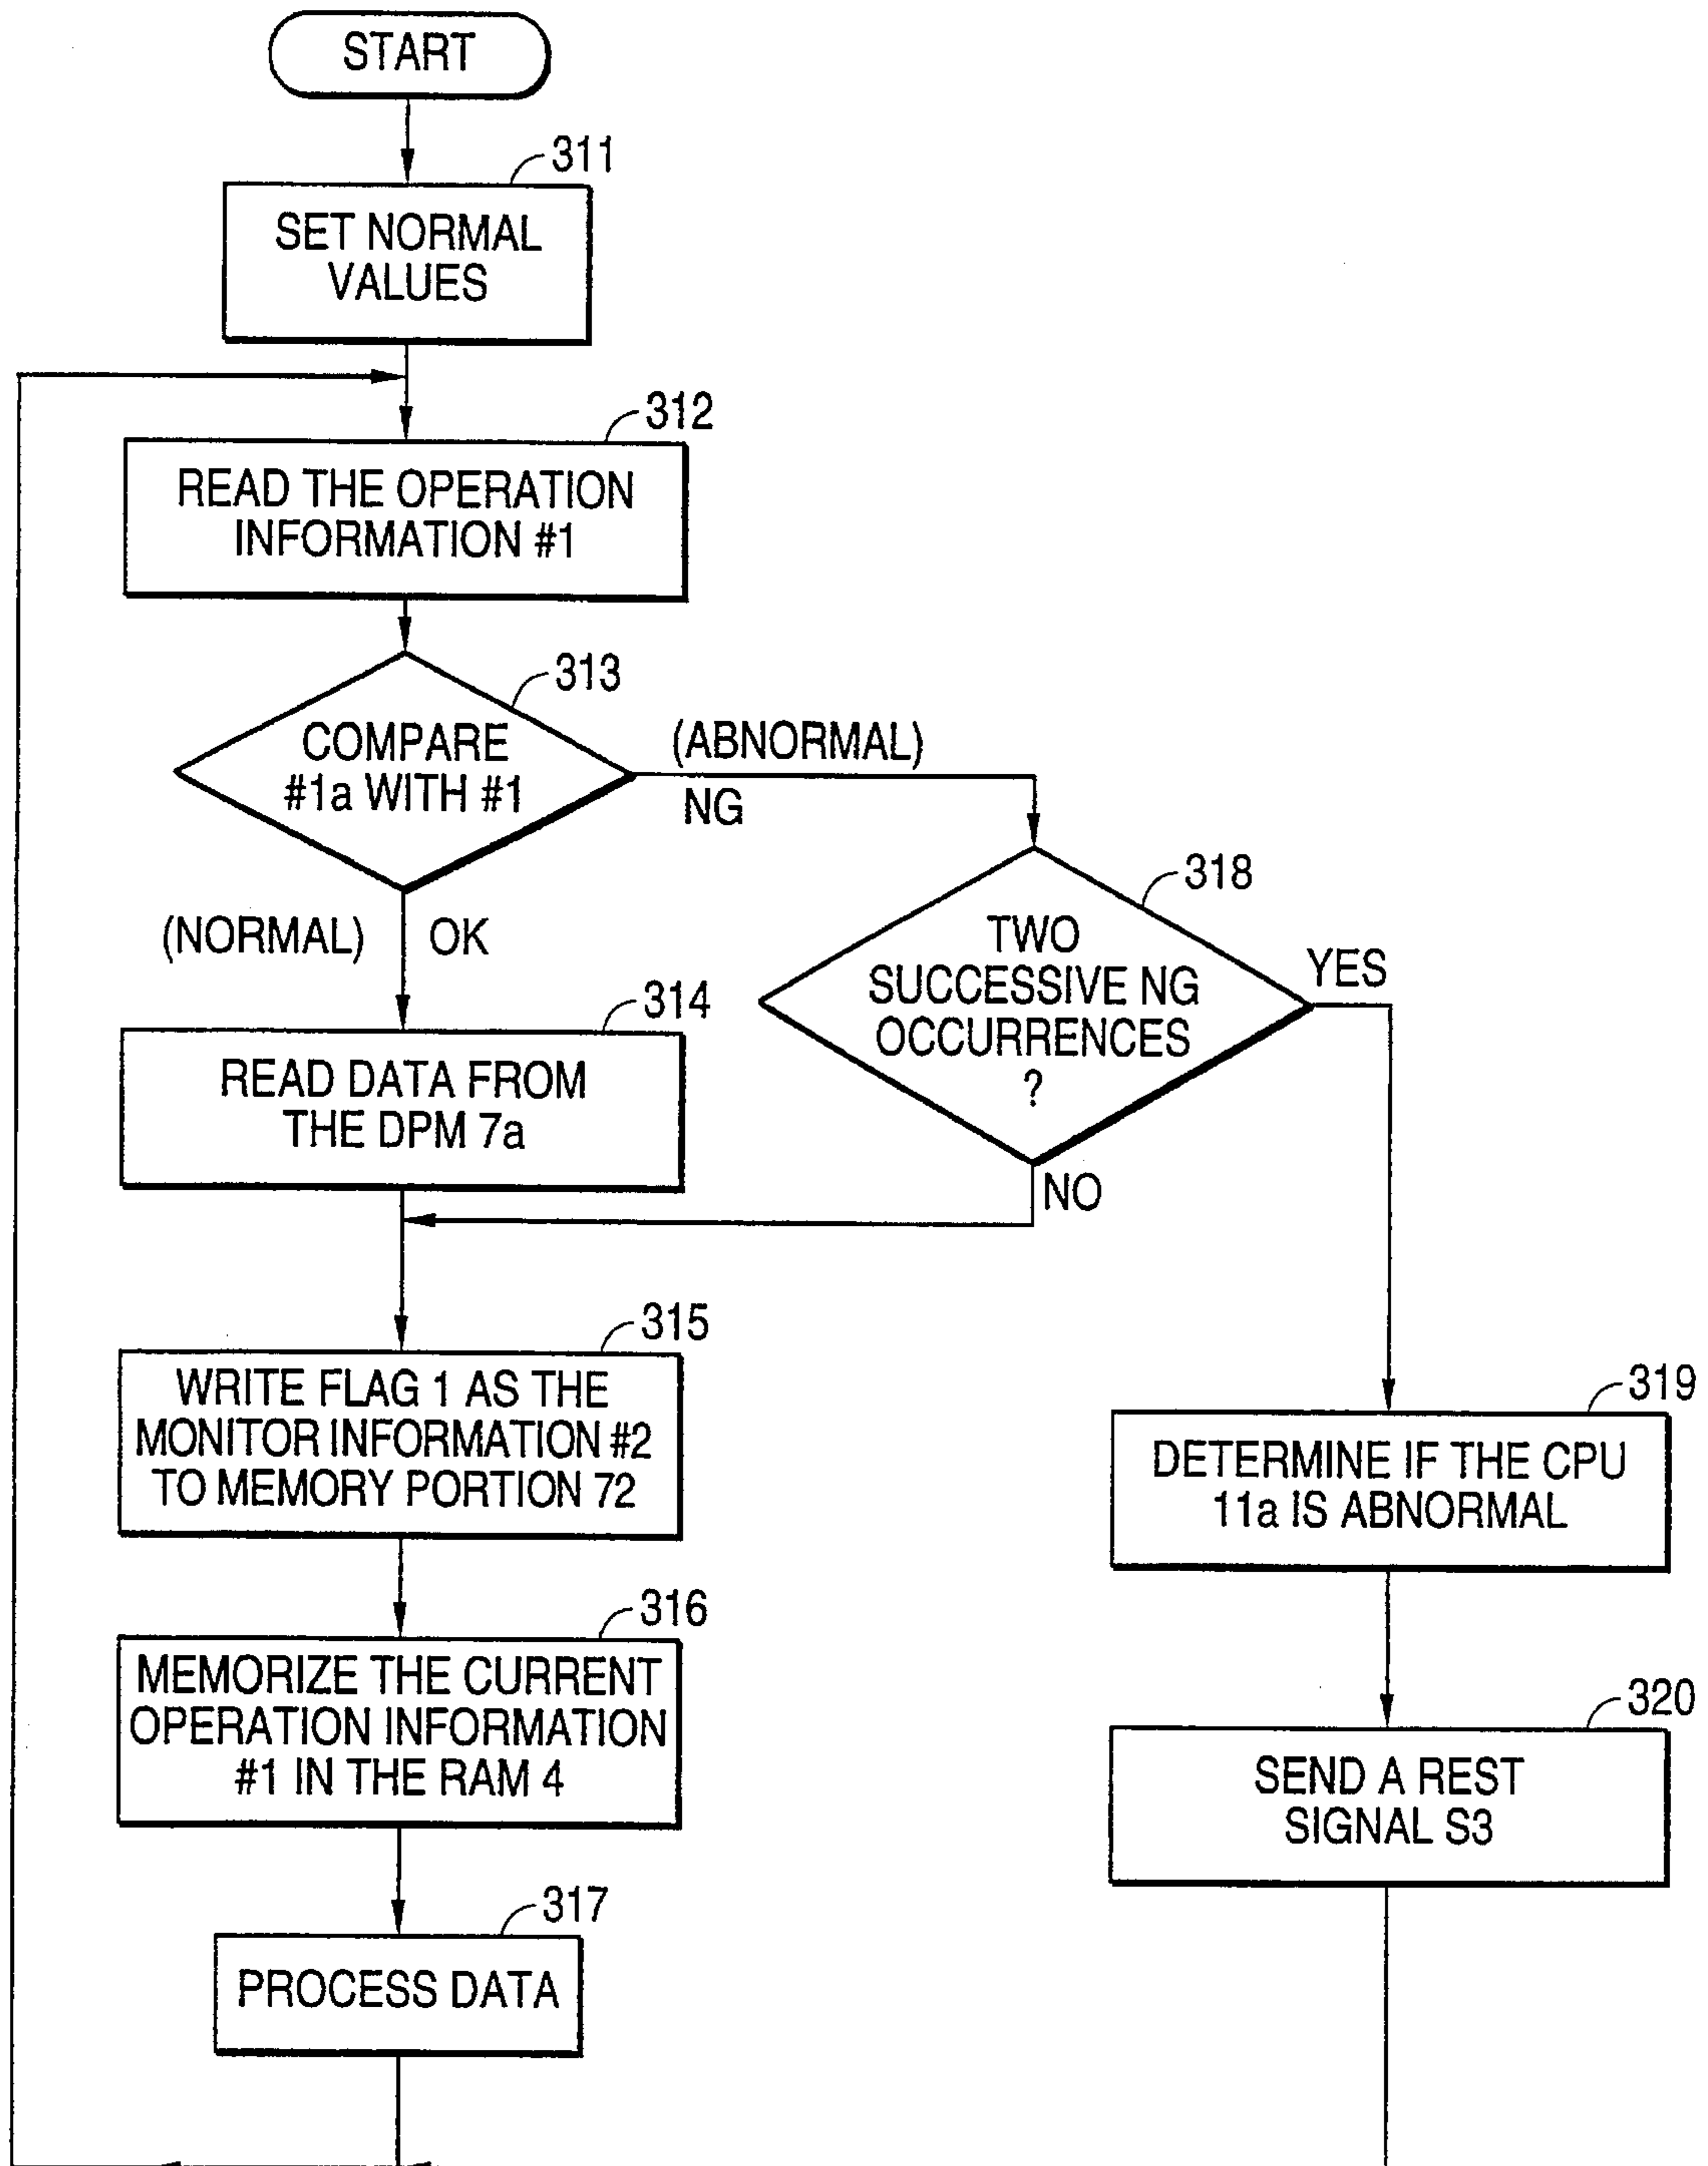 START
311
SET NORMAL
VALUES
312
READ THE OPERATION
INFORMATION #1
313
COMPARE
#1a WITH #1
(ABNORMAL)
NG
(NORMAL) OK
318
TWO
SUCCESSIVE NG
OCCURRENCES
?
YES
NO
314
READ DATA FROM
THE DPM 7a
315
WRITE FLAG 1 AS THE
MONITOR INFORMATION #2
TO MEMORY PORTION 72
319
DETERMINE IF THE CPU
11a IS ABNORMAL
316
MEMORIZE THE CURRENT
OPERATION INFORMATION
#1 IN THE RAM 4
320
SEND A REST
SIGNAL S3
317
PROCESS DATA